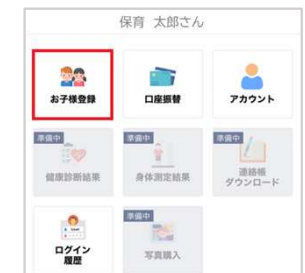 保育 太郎さん
お子様登録
口座振替
アカウント
準備中
準備中
準備中
健康診断結果
身体測定結果
連絡帳
ダウンロード
準備中
ログイン
履歴
写真購入